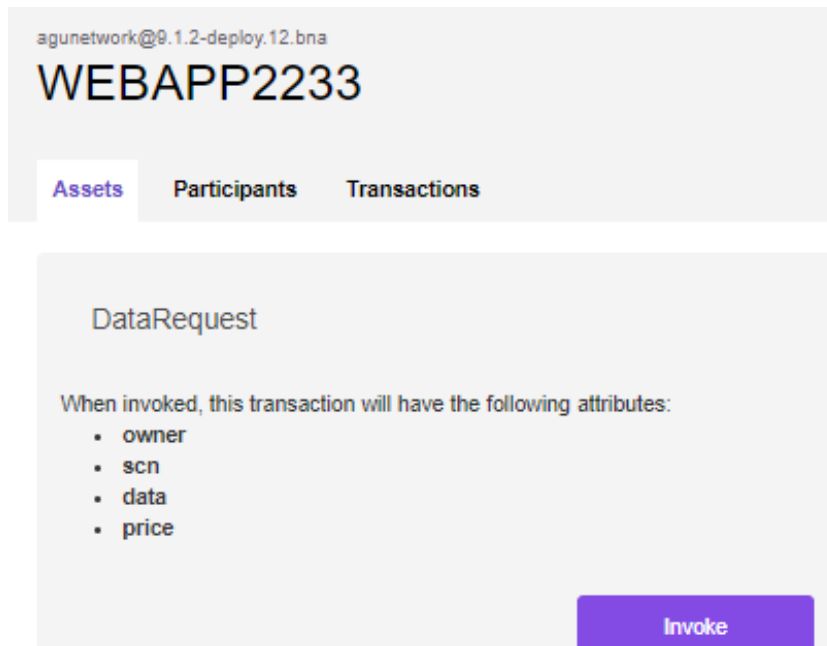 agunetwork@9.1.2-deploy.12.bna
WEBAPP2233
Assets Participants Transactions
DataRequest
When invoked, this transaction will have the following attributes:
• owner
• scn
• data
• price
Invoke